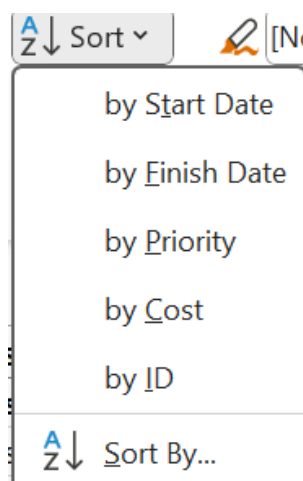 Sort
by Start Date
by Finish Date
by Priority
by Cost
by ID
Sort By...